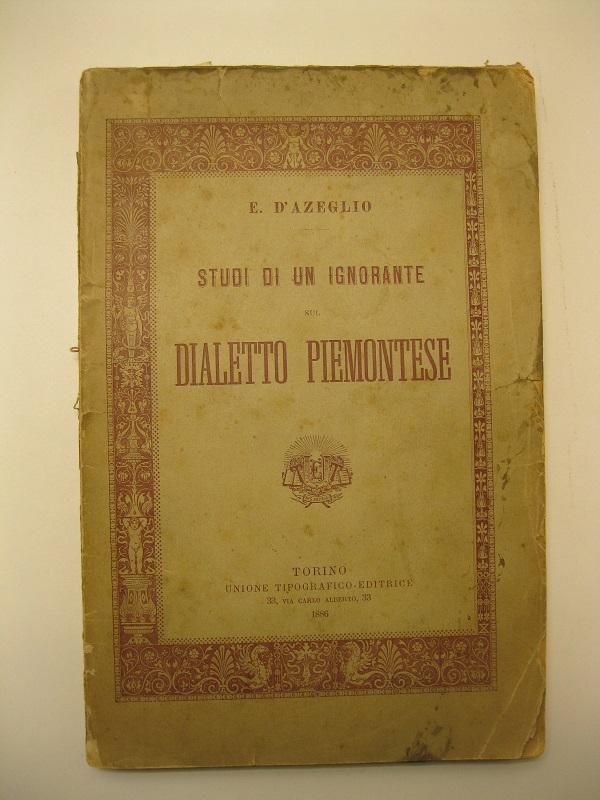 E. D'AZEGLIO
STUDI DI UN IGNORANTE
SUL
DIALETTO PIEMONTESE
TORINO
UNIONE TIPOGRAFICO-EDITRICE
33, VIA CARLO ALBERTO, 33
1886